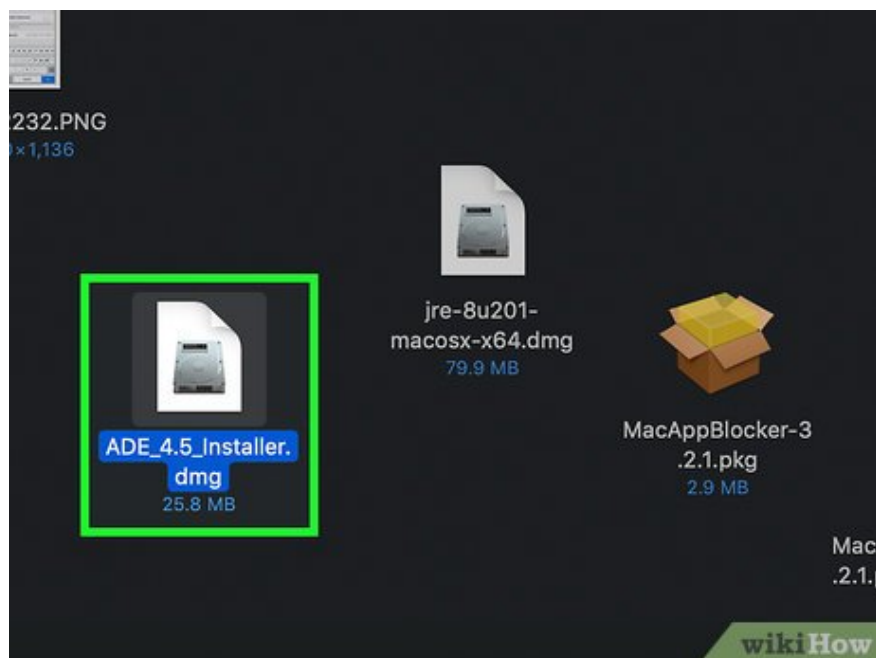 232.PNG
×1,136
jre-8u201-
macosx-x64.dmg
79.9 MB
ADE_4.5_Installer.
dmg
25.8 MB
MacAppBlocker-3
.2.1.pkg
2.9 MB
Mac
.2.1.
wikiHow